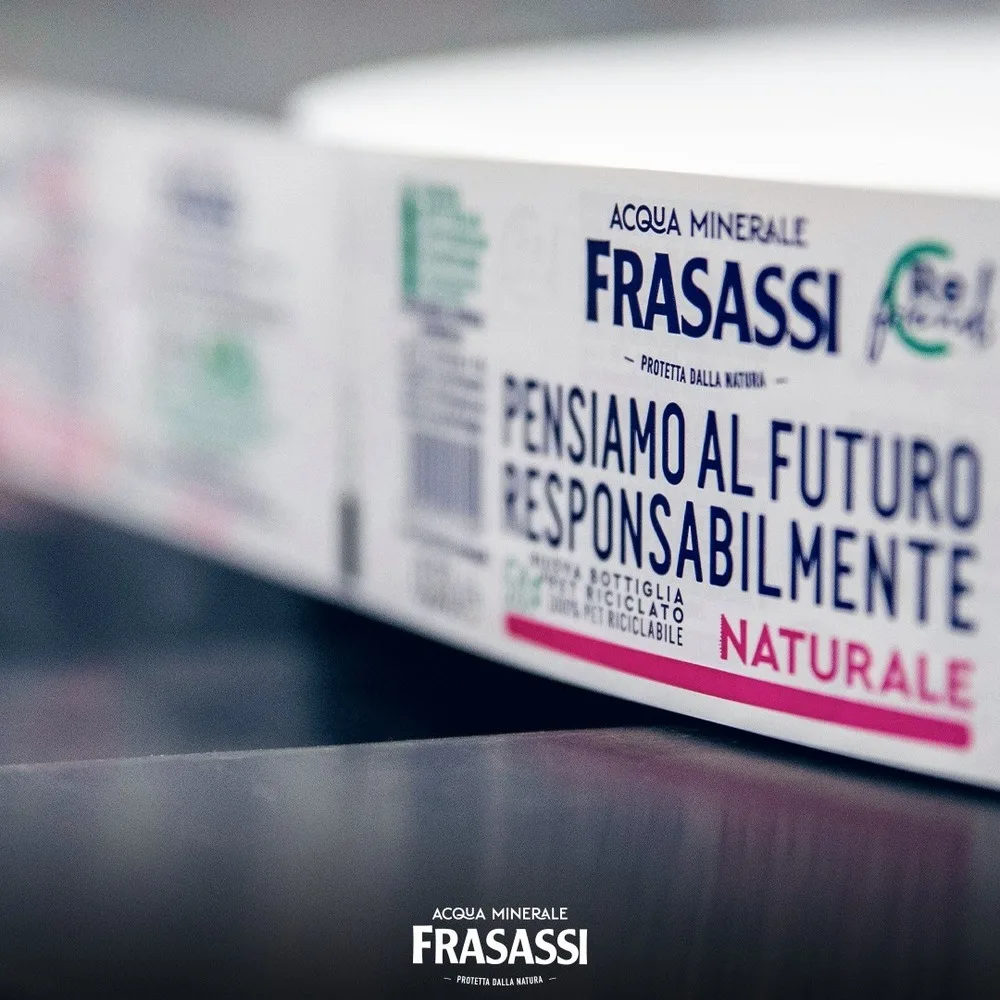 ACQUA MINERALE
FRASASSI
PROTETTA DALLA NATURA
Re
friend
PENSIAMO AL FUTURO
RESPONSABILMENTE
NUOVA BOTTIGLIA
PET RICICLATO
100% PET RICICLABILE
NATURALE
ACQUA MINERALE
FRASASSI
PROTETTA DALLA NATURA